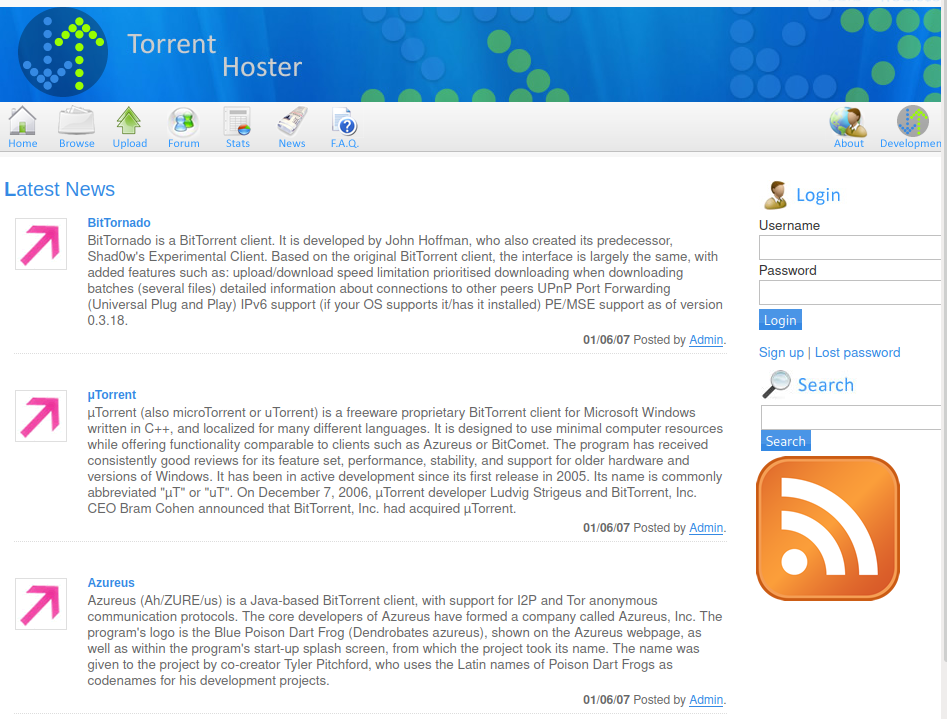 Torrent
Hoster
Home
Browse
Upload
Forum
Stats
News
F.A.Q.
About
Developmen
Latest News
BitTornado
BitTornado is a BitTorrent client. It is developed by John Hoffman, who also created its predecessor,
Shad0w's Experimental Client. Based on the original BitTorrent client, the interface is largely the same, with
added features such as: upload/download speed limitation prioritised downloading when downloading
batches (several files) detailed information about connections to other peers UPnP Port Forwarding
(Universal Plug and Play) IPv6 support (if your OS supports it/has it installed) PE/MSE support as of version
0.3.18.
01/06/07 Posted by Admin.
µTorrent
µTorrent (also microTorrent or uTorrent) is a freeware proprietary BitTorrent client for Microsoft Windows
written in C++, and localized for many different languages. It is designed to use minimal computer resources
while offering functionality comparable to clients such as Azureus or BitComet. The program has received
consistently good reviews for its feature set, performance, stability, and support for older hardware and
versions of Windows. It has been in active development since its first release in 2005. Its name is commonly
abbreviated "µT" or "uT". On December 7, 2006, µTorrent developer Ludvig Strigeus and BitTorrent, Inc.
CEO Bram Cohen announced that BitTorrent, Inc. had acquired µTorrent.
01/06/07 Posted by Admin.
Azureus
Azureus (Ah/ZURE/us) is a Java-based BitTorrent client, with support for I2P and Tor anonymous
communication protocols. The core developers of Azureus have formed a company called Azureus, Inc. The
program's logo is the Blue Poison Dart Frog (Dendrobates azureus), shown on the Azureus webpage, as
well as within the program's start-up splash screen, from which the project took its name. The name was
given to the project by co-creator Tyler Pitchford, who uses the Latin names of Poison Dart Frogs as
codenames for his development projects.
01/06/07 Posted by Admin.
Login
Username
Password
Login
Sign up | Lost password
Search
Search